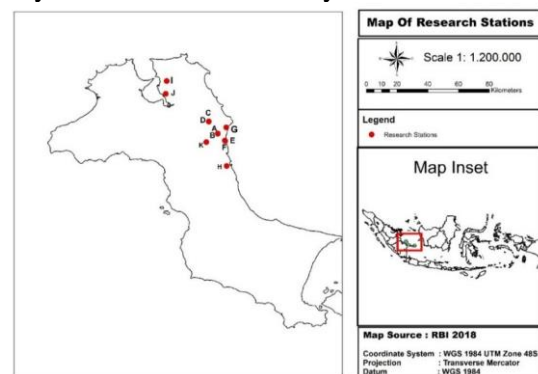 I
J
C
D
A
G
B
E
K
F
H
Map Of Research Stations
Scale 1: 1.200.000
0 10 20 40 60 80
Kilometers
Legend
Research Stations
Map Inset
Map Source : RBI 2018
Coordinate System : WGS 1984 UTM Zone 48S
Projection : Transverse Mercator
Datum : WGS 1984